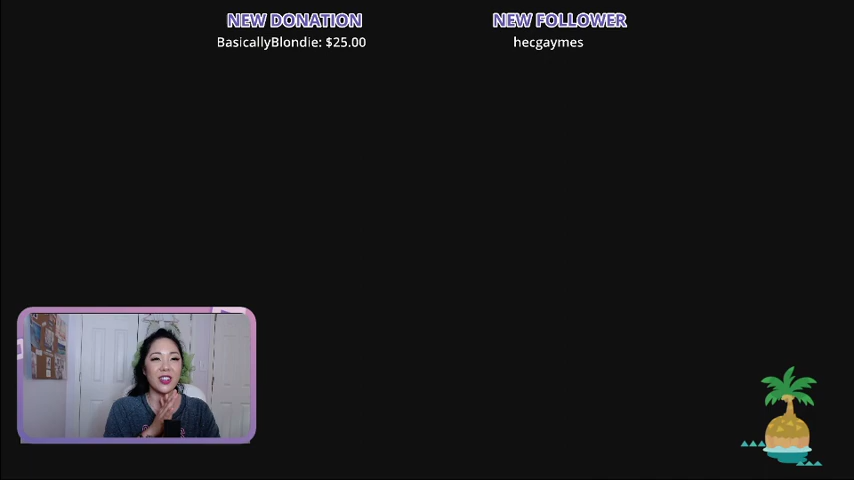 NEW DONATION
BasicallyBlondie: $25.00
NEW FOLLOWER
hecgaymes